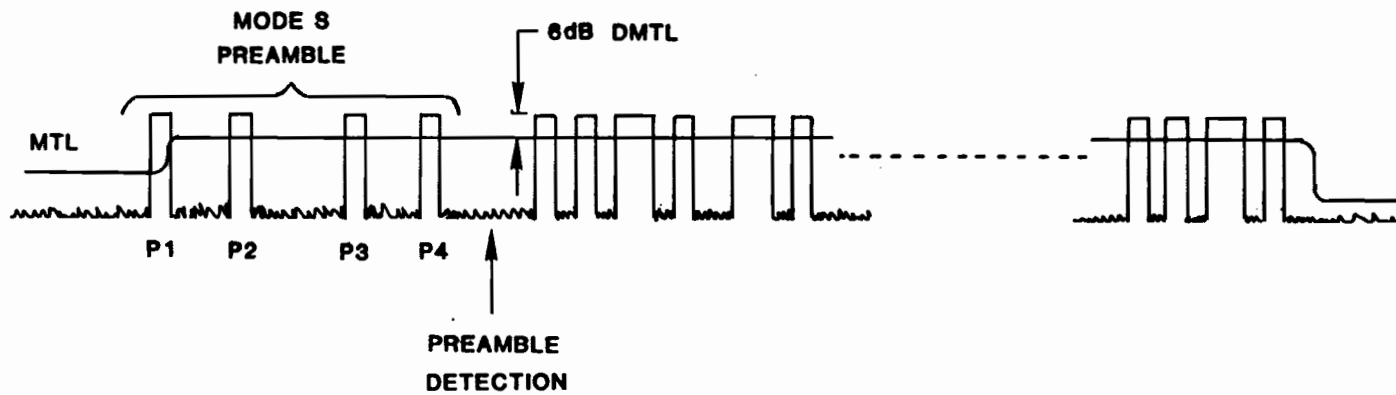 MODE S
PREAMBLE
6dB DMTL
MTL
P1 P2 P3 P4
PREAMBLE
DETECTION